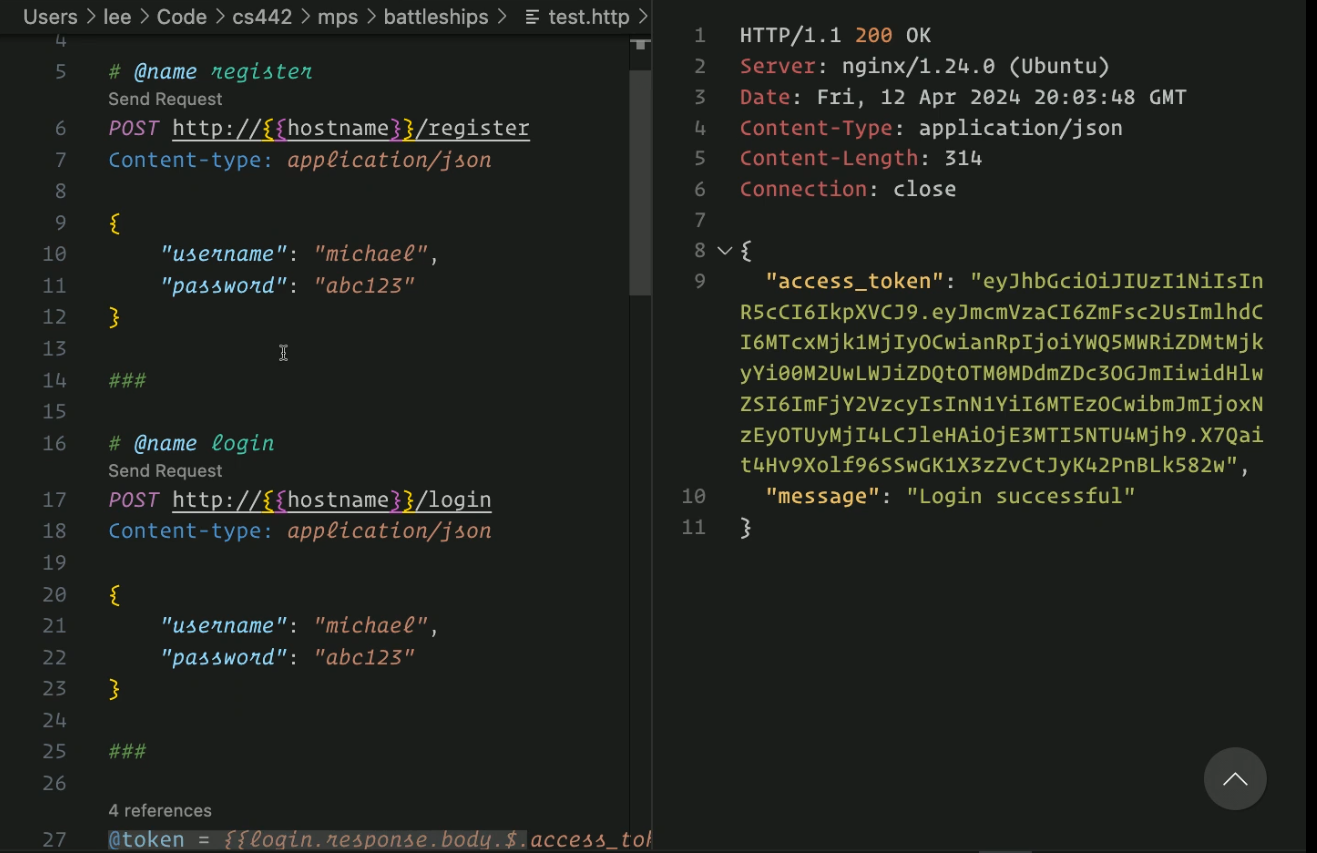 Users > lee > Code > cs442 > mps > battleships > test.http >
4
5 # @name register
Send Request
6 POST http://{{hostname}}/register
7 Content-type: application/json
8
9 {
10 "username": "michael",
11 "password": "abc123"
12 }
13
14 ###
15
16 # @name login
Send Request
17 POST http://{{hostname}}/login
18 Content-type: application/json
19
20 {
21 "username": "michael",
22 "password": "abc123"
23 }
24
25 ###
26
4 references
27 @token = {{login.response.body.$.access_tok
1 HTTP/1.1 200 OK
2 Server: nginx/1.24.0 (Ubuntu)
3 Date: Fri, 12 Apr 2024 20:03:48 GMT
4 Content-Type: application/json
5 Content-Length: 314
6 Connection: close
7
8 {
9 "access_token": "eyJhbGciOiJIUzI1NiIsIn
R5cCI6IkpXVCJ9.eyJmcmVzaCI6ZmFsc2UsImlhdC
I6MTcxMjk1MjIyOCwianRpIjoiYWQ5MWRiZDMtMjk
yYi00M2UwLWJiZDQtOTM0MDdmZDc3OGJmIiwidHlw
ZSI6ImFjY2VzcyIsInN1YiI6MTEzOCwibmJmIjoxN
zEyOTUyMjI4LCJleHAiOjE3MTI5NTU4Mjh9.X7Qai
t4Hv9Xolf96SSwGK1X3zZvCtJyK42PnBLk582w",
10 "message": "Login successful"
11 }